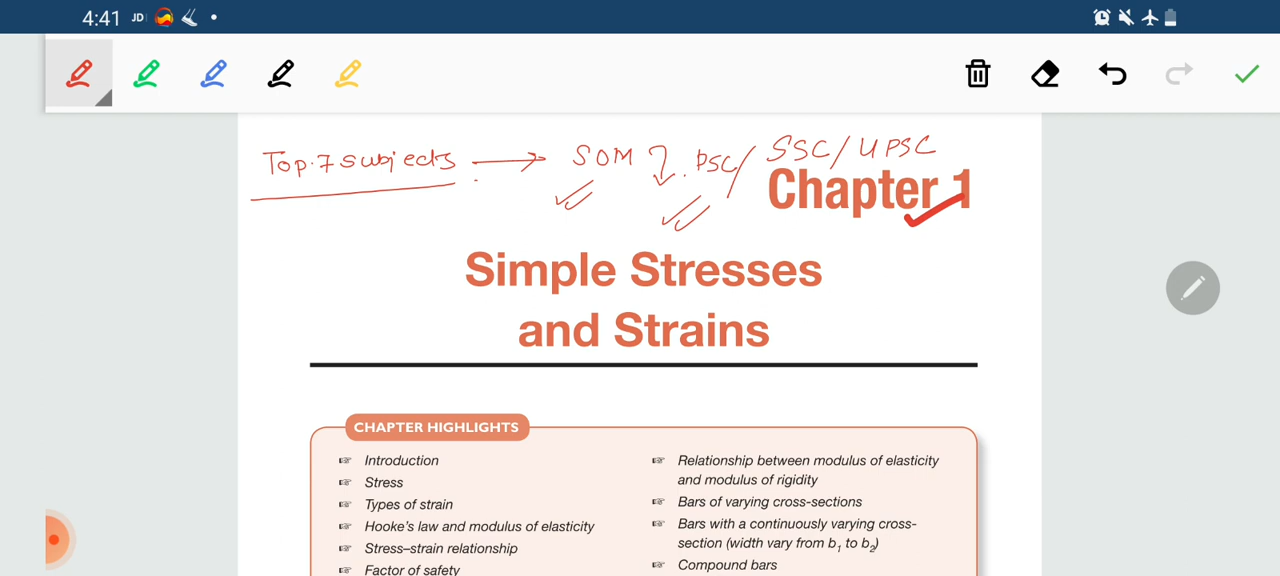 4:41 JD
Top.7 subjects → SOM PSC/ SSC/UPSC
Chapter 1
Simple Stresses
and Strains
CHAPTER HIGHLIGHTS
☞ Introduction
☞ Stress
☞ Types of strain
☞ Hooke's law and modulus of elasticity
☞ Stress–strain relationship
☞ Factor of safety
☞ Relationship between modulus of elasticity
and modulus of rigidity
☞ Bars of varying cross-sections
☞ Bars with a continuously varying cross-
section (width vary from b₁ to b₂)
☞ Compound bars